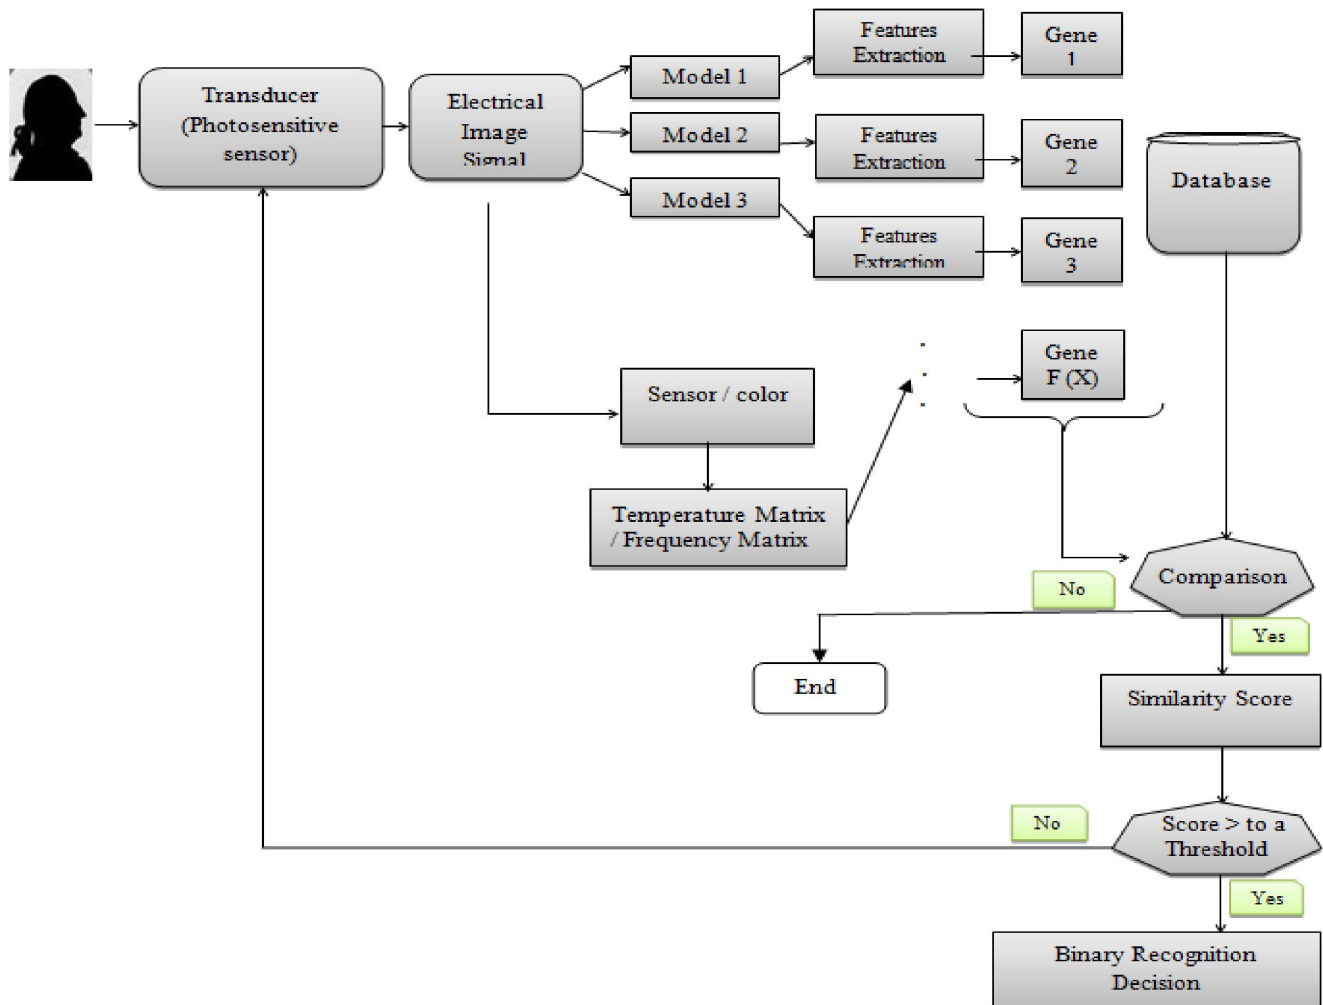 Transducer
(Photosensitive
sensor)
Electrical
Image
Signal
Model 1
Model 2
Model 3
Features
Extraction
Features
Extraction
Features
Extraction
Gene
1
Gene
2
Gene
3
Database
Gene
F (X)
Sensor / color
Temperature Matrix
/ Frequency Matrix
Comparison
No
Yes
End
Similarity Score
Score > to a
Threshold
No
Yes
Binary Recognition
Decision